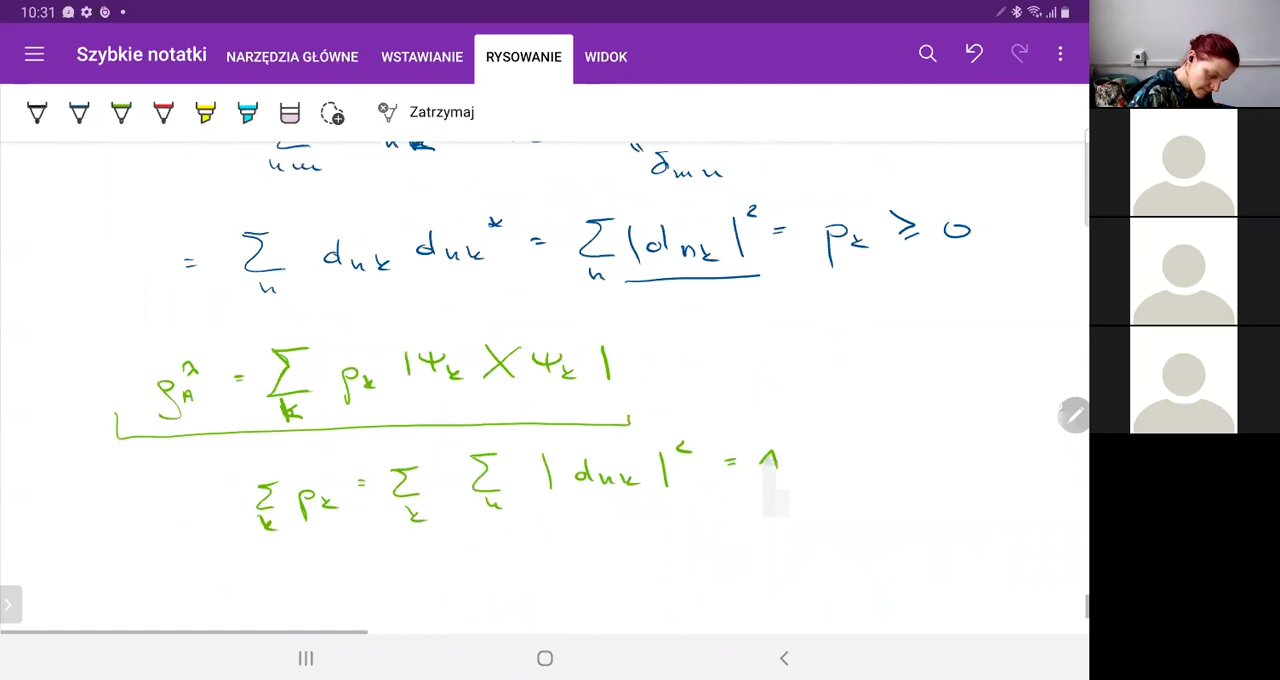 10:31
Szybkie notatki NARZĘDZIA GŁÓWNE WSTAWIANIE RYSOWANIE WIDOK
Zatrzymaj
nm
δmn
= Σn dnk dnk* = Σn |dnk|² = pk ≥ 0
ρ̂A = Σk pk |Ψk X Ψk|
Σk pk = Σk Σn |dnk|² = 1